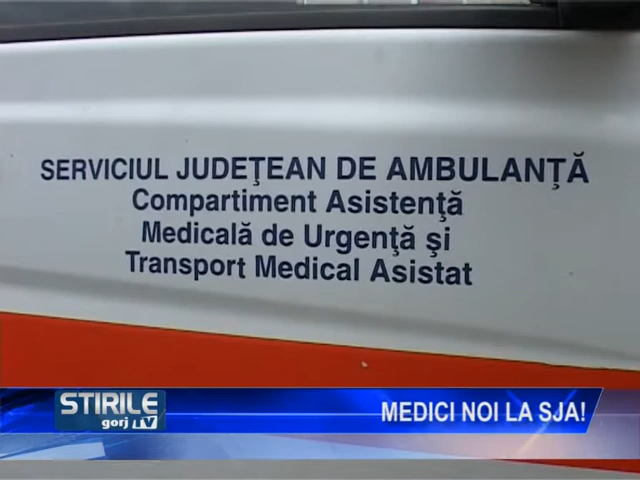 SERVICIUL JUDEŢEAN DE AMBULANŢĂ
Compartiment Asistenţă
Medicală de Urgenţă şi
Transport Medical Asistat
STIRILE
gorj TV
MEDICI NOI LA SJA!